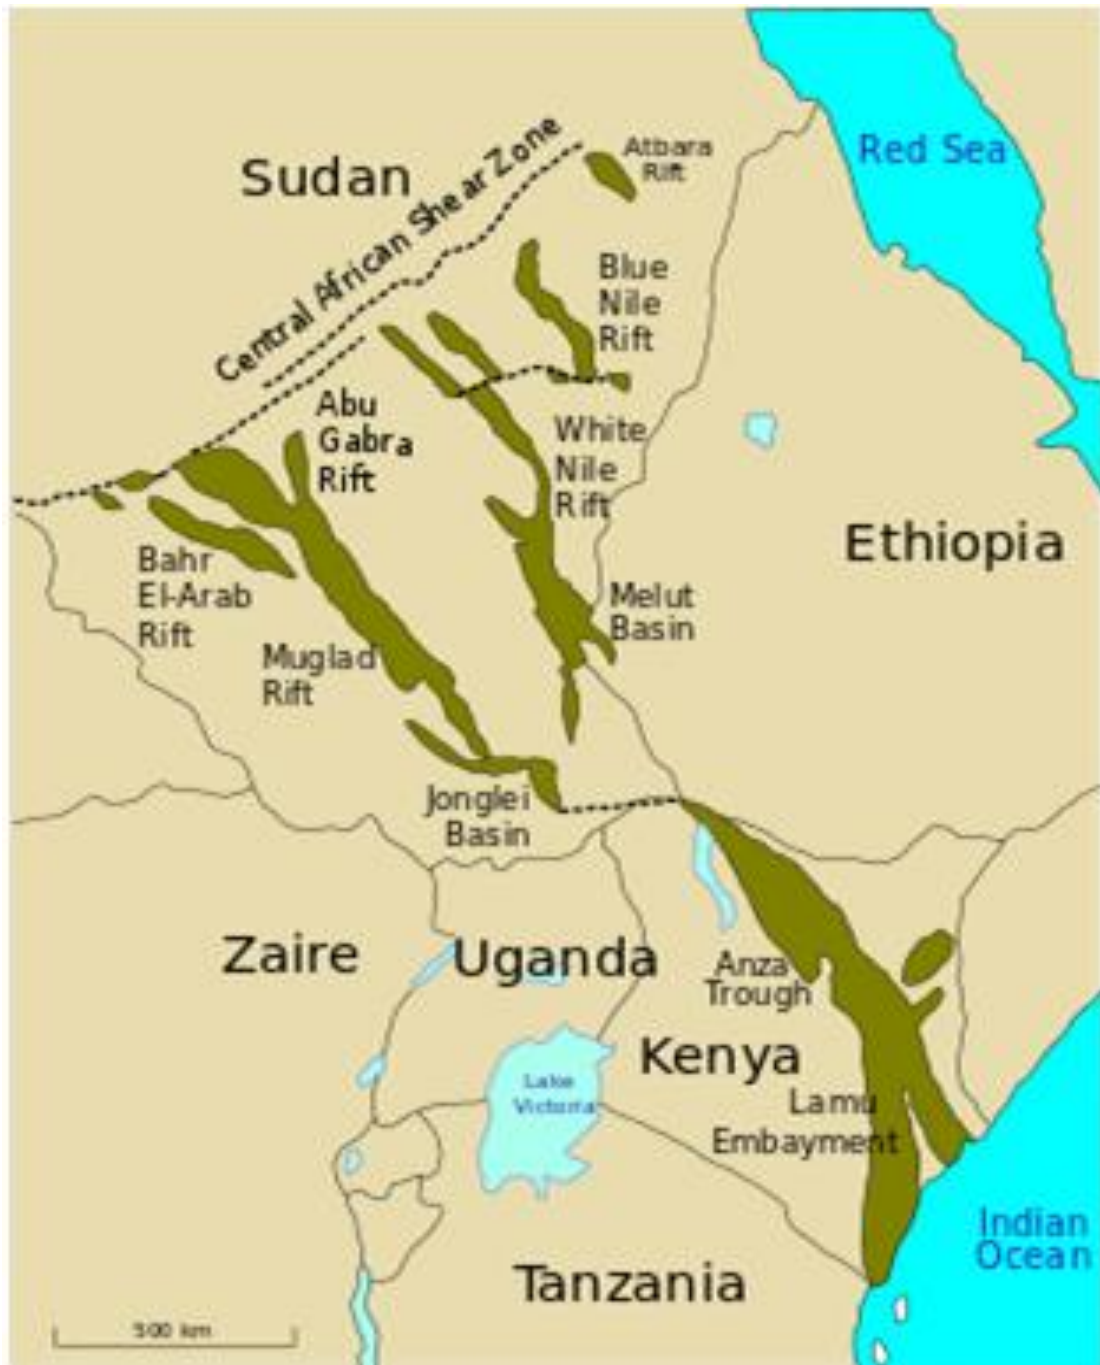 Red Sea
Atbara
Rift
Sudan
Central African Shear Zone
Blue
Nile
Rift
Abu
Gabra
Rift
White
Nile
Rift
Ethiopia
Bahr
El-Arab
Rift
Melut
Basin
Muglad
Rift
Jonglei
Basin
Zaire
Uganda
Anza
Trough
Kenya
Lake
Victoria
Lamu
Embayment
Indian
Ocean
Tanzania
500 km